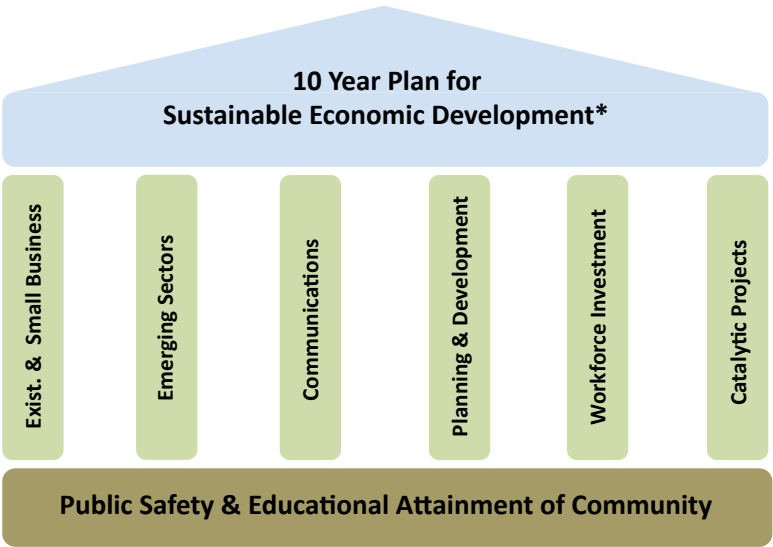 10 Year Plan for
Sustainable Economic Development*
Exist. & Small Business
Emerging Sectors
Communications
Planning & Development
Workforce Investment
Catalytic Projects
Public Safety & Educational Attainment of Community